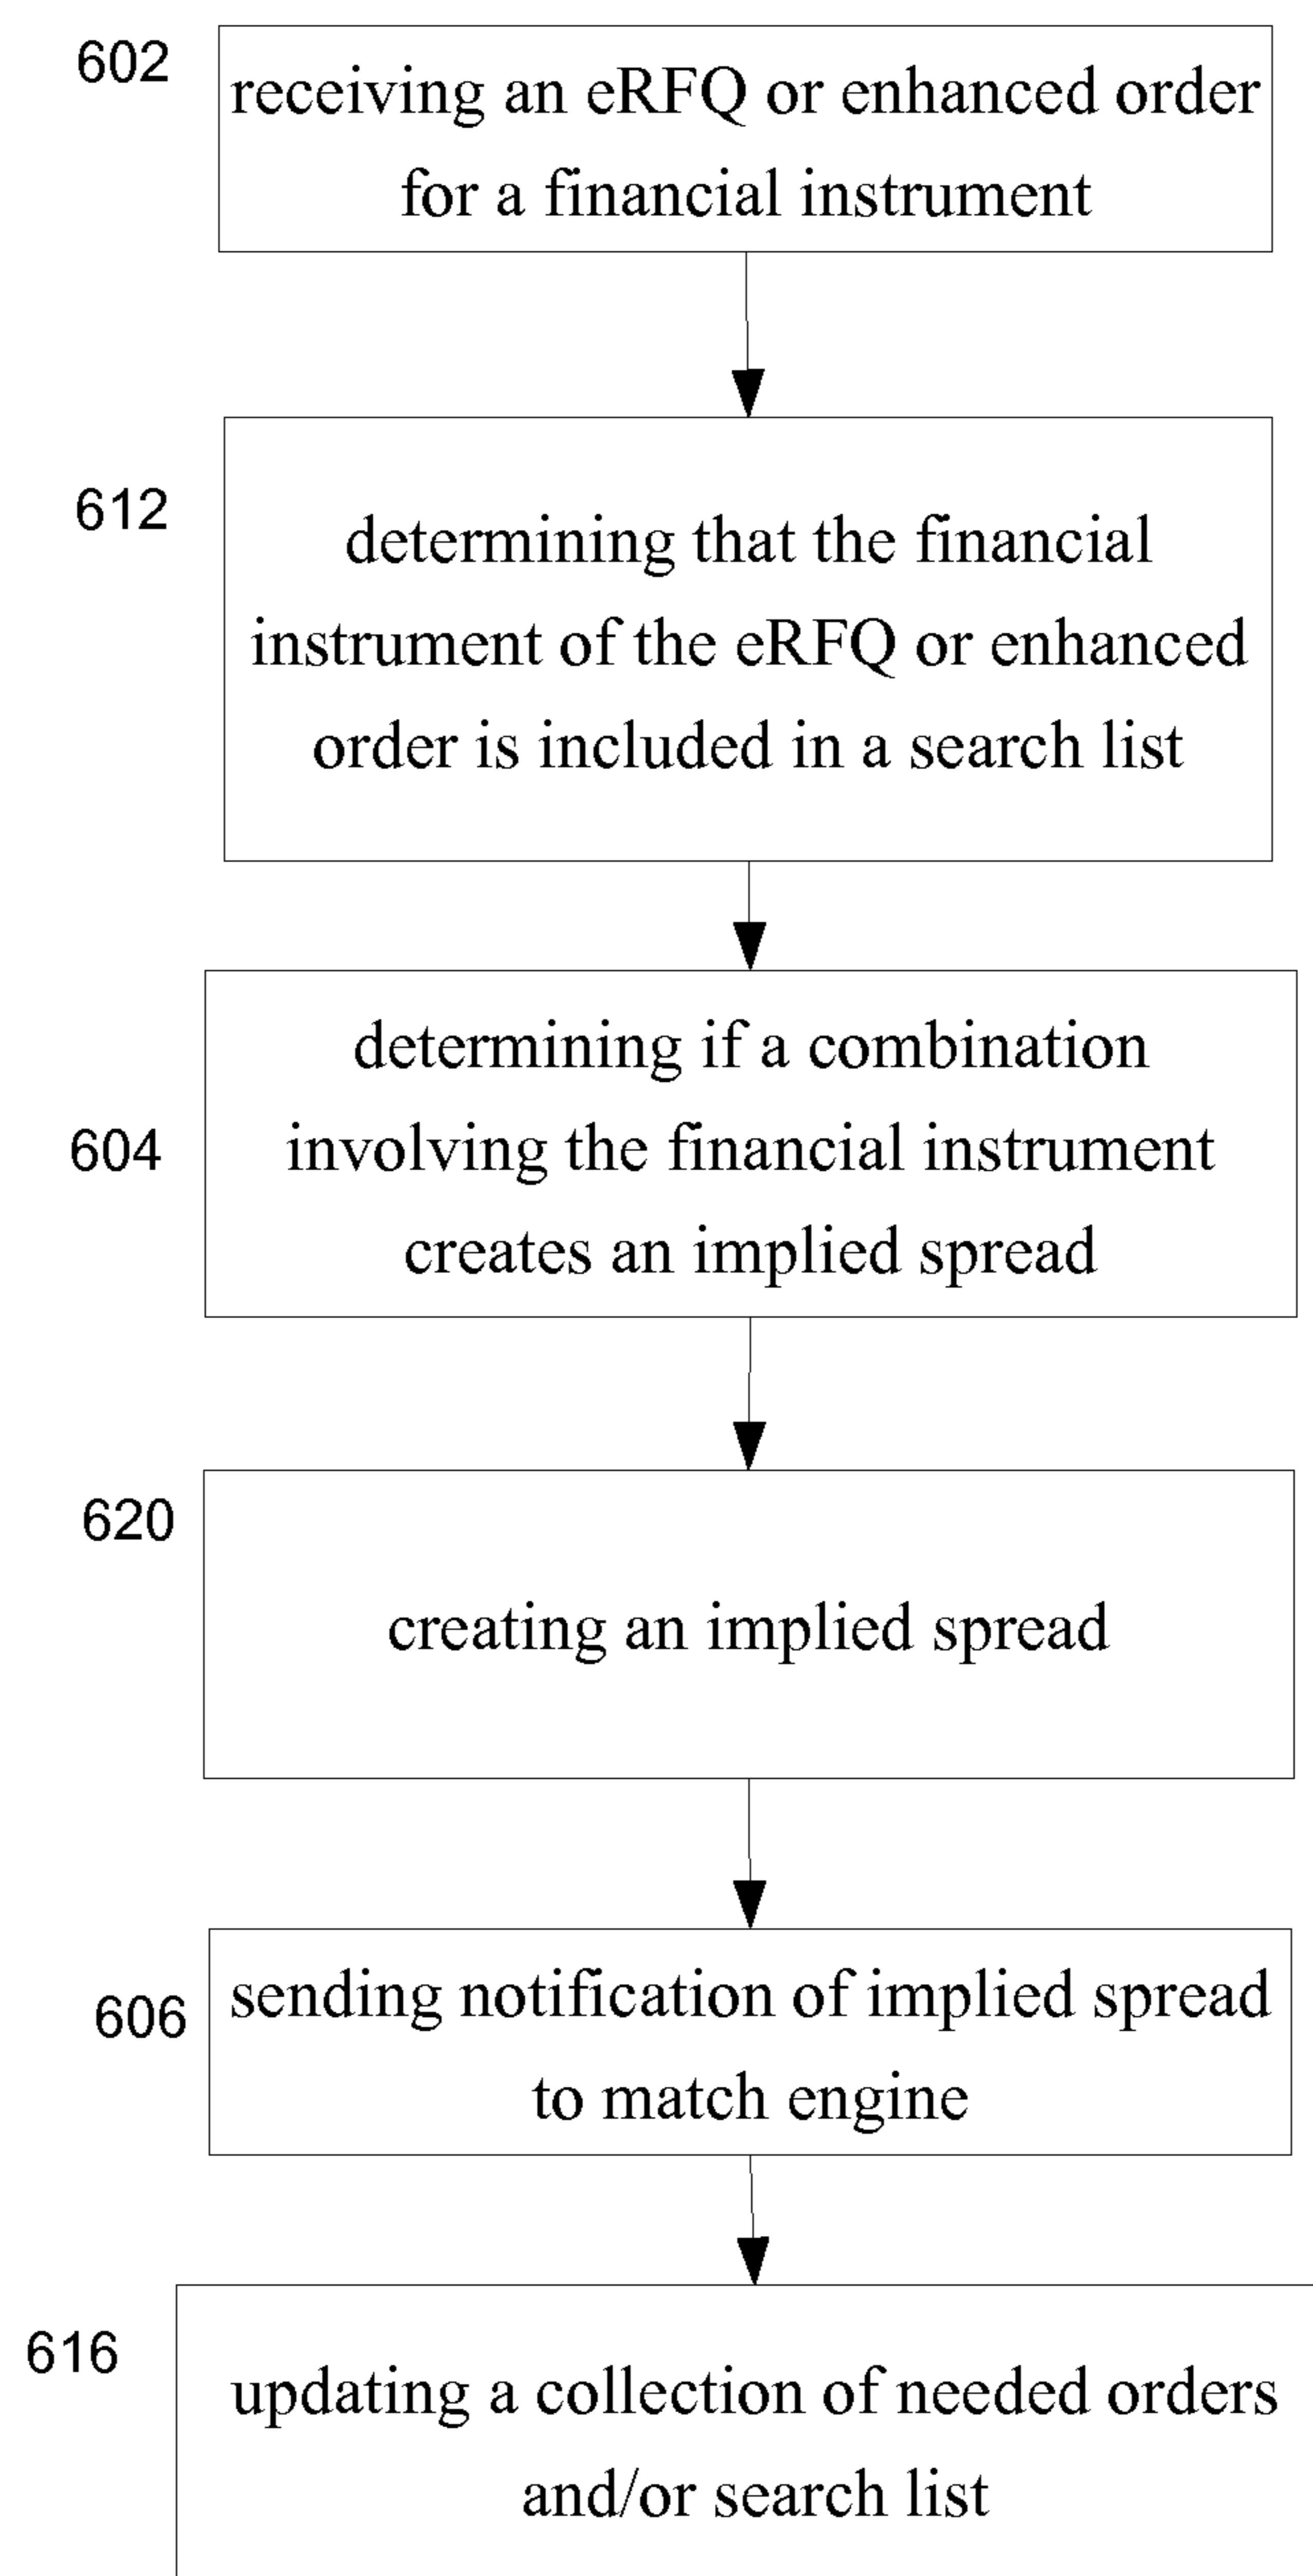 602
receiving an eRFQ or enhanced order
for a financial instrument
612
determining that the financial
instrument of the eRFQ or enhanced
order is included in a search list
determining if a combination
604
involving the financial instrument
creates an implied spread
620
creating an implied spread
606
sending notification of implied spread
to match engine
616
updating a collection of needed orders
and/or search list